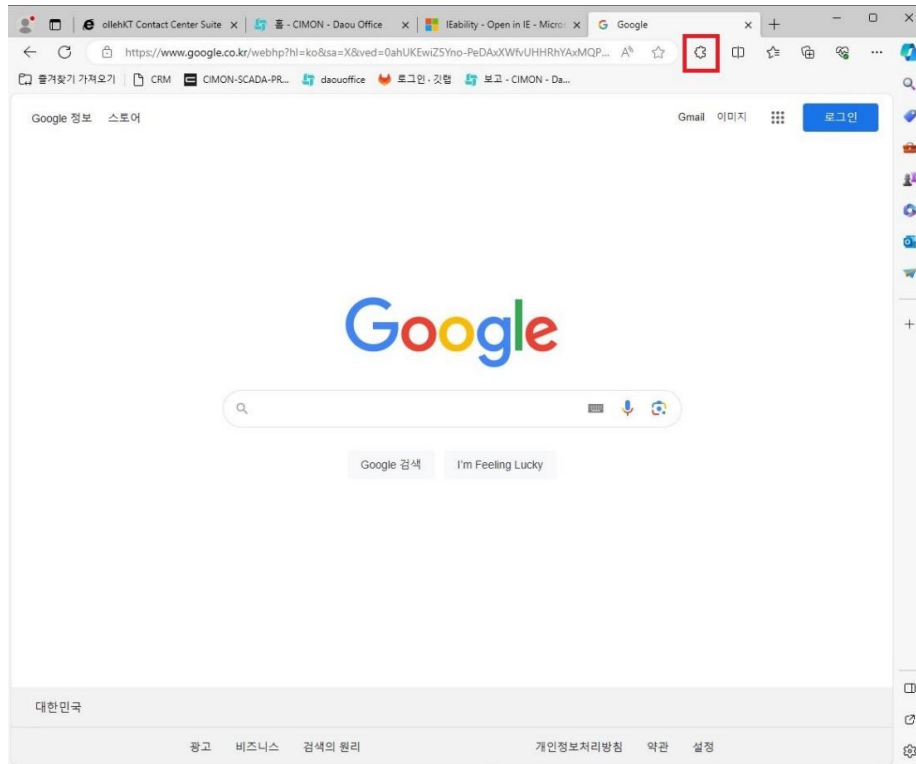 ollehKT Contact Center Suite
홈 - CIMON - Daou Office
IEability - Open in IE - Micro
Google
https://www.google.co.kr/webhp?hl=ko&sa=X&ved=0ahUKEwiZ5Yno-PeDAxXWfvUHHRhYAxMQP...
즐겨찾기 가져오기
CRM
CIMON-SCADA-PR...
daouoffice
로그인 · 깃랩
보고 - CIMON - Da...
Google 정보 스토어
Gmail 이미지
로그인
Google
Google 검색
I'm Feeling Lucky
대한민국
광고 비즈니스 검색의 원리
개인정보처리방침 약관 설정